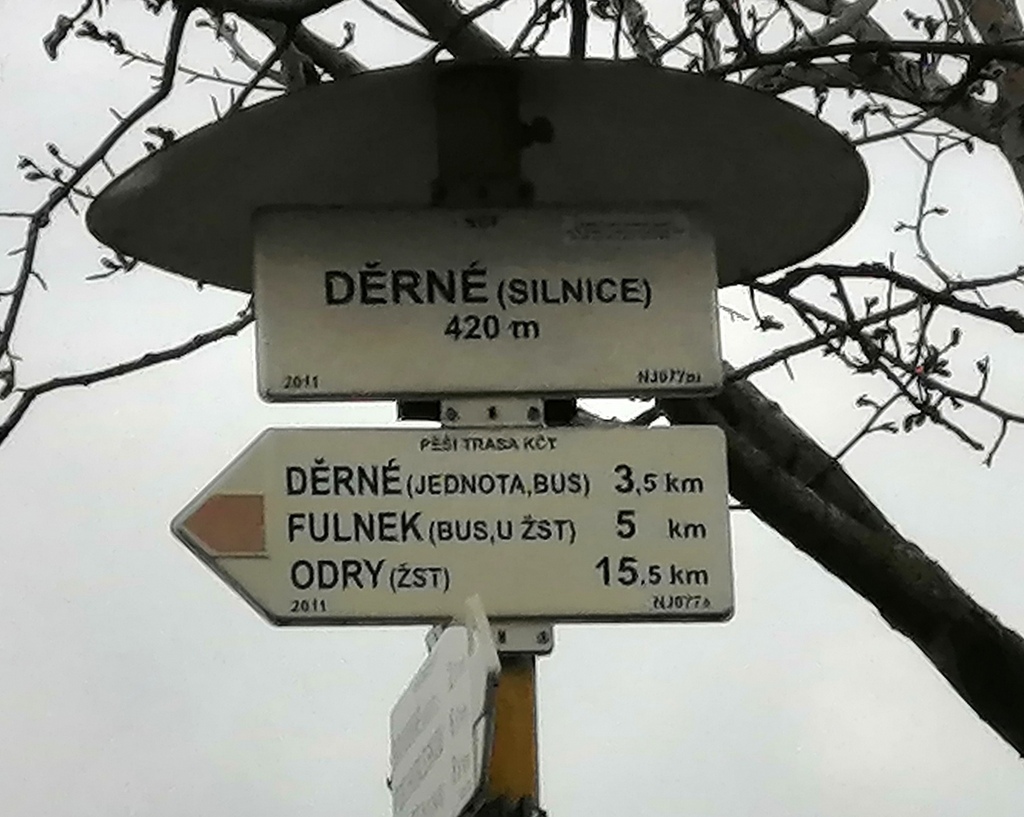 DĚRNÉ (SILNICE)
420 m
2011
PĚŠÍ TRASA KČT
DĚRNÉ (JEDNOTA, BUS) 3,5 km
FULNEK (BUS, U ŽST) 5 km
ODRY (ŽST) 15,5 km
2011